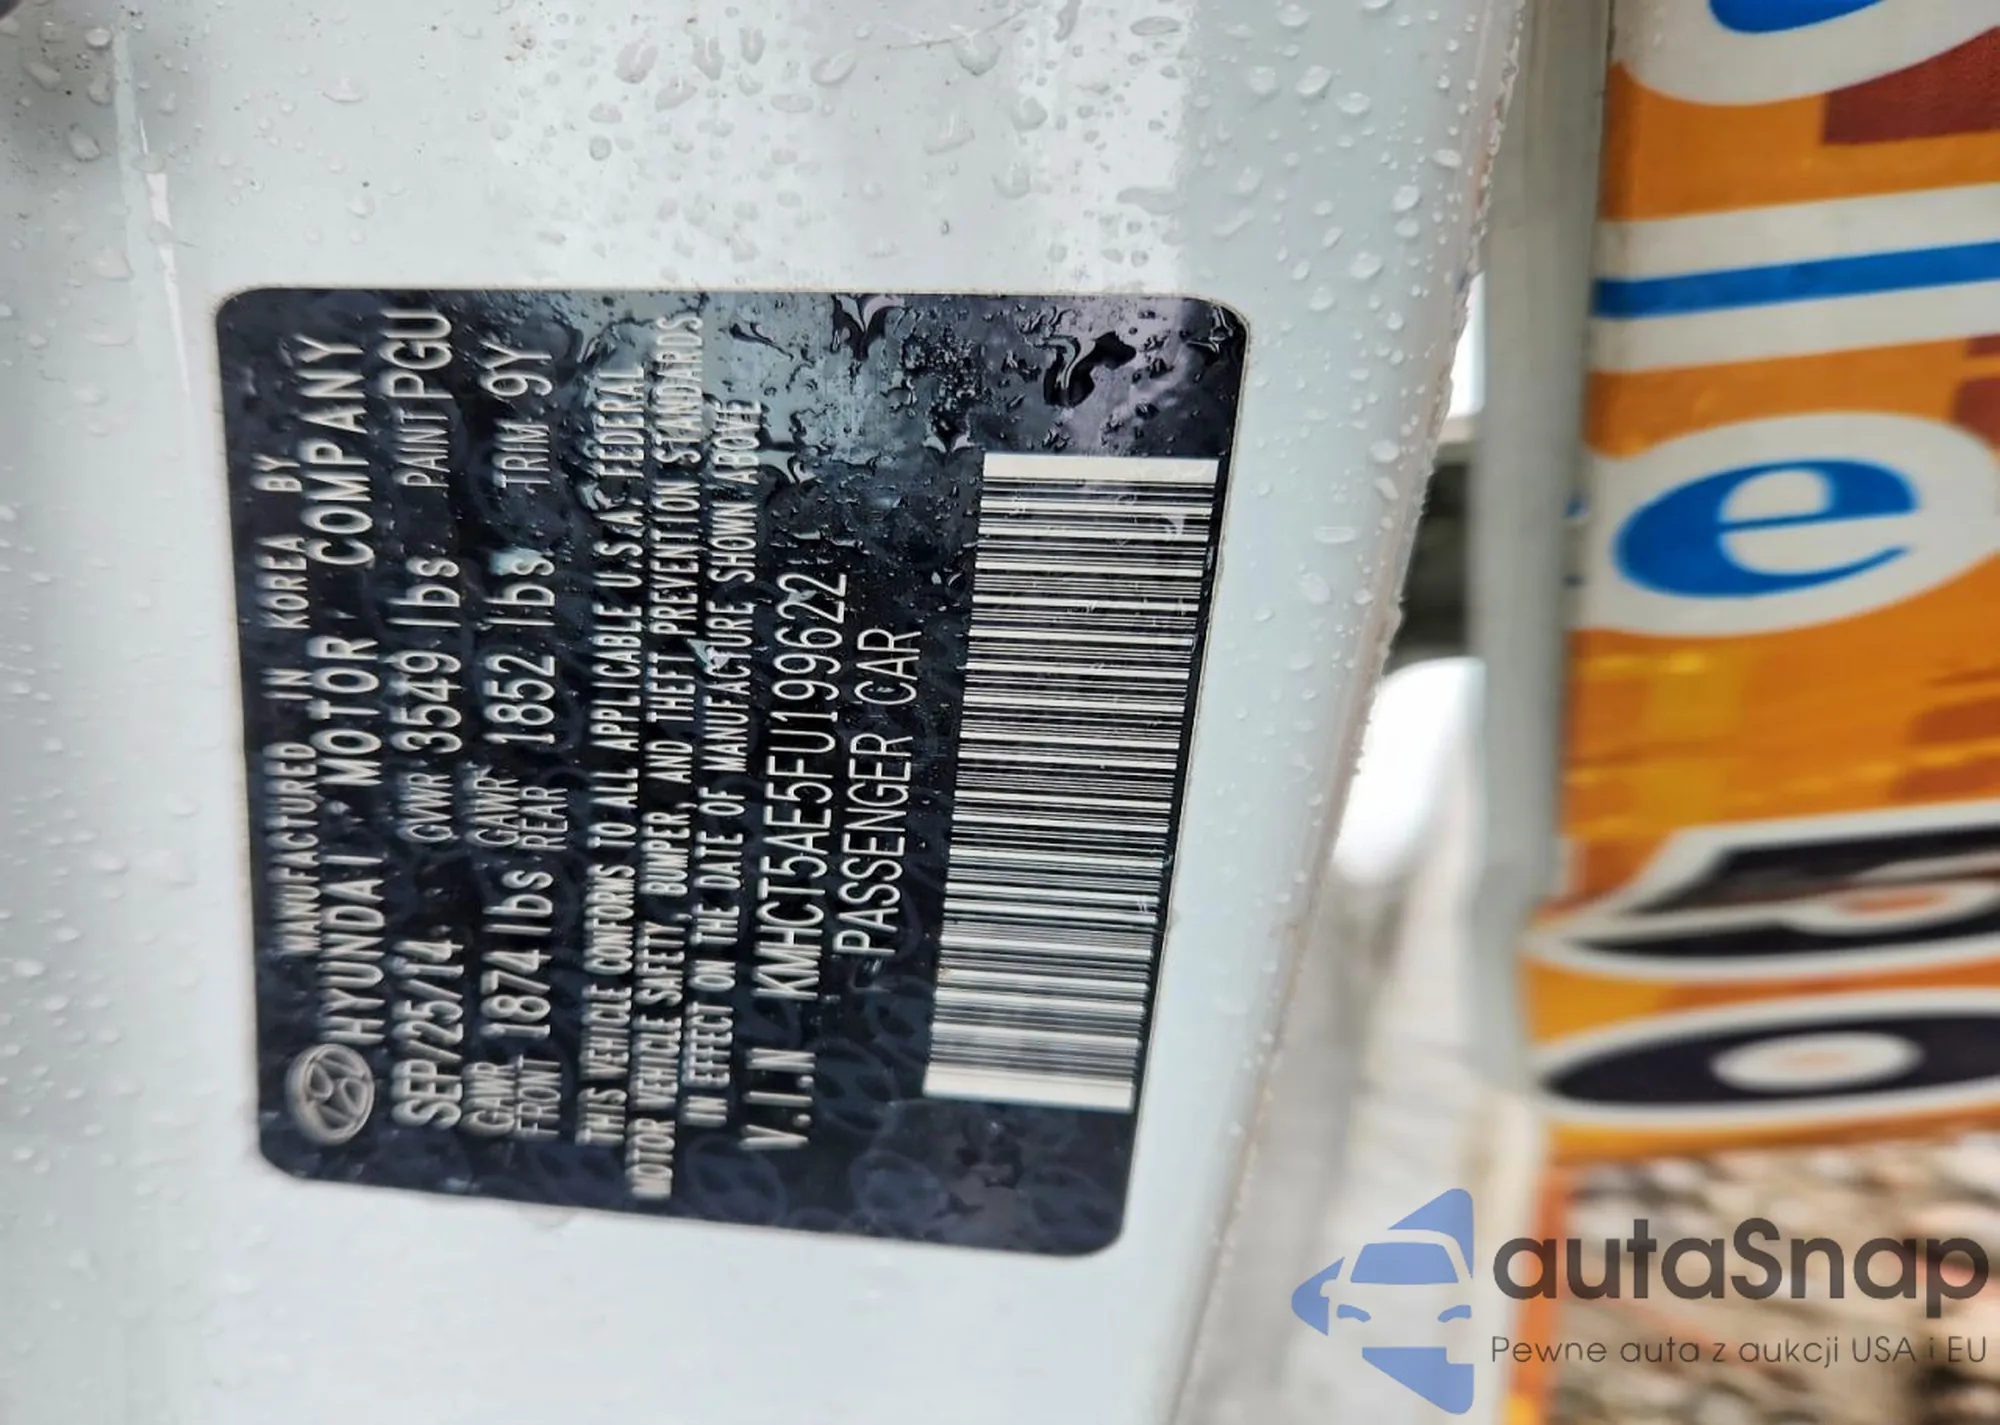 MANUFACTURED IN KOREA BY
HYUNDAI MOTOR COMPANY
SEP/25/14 GVWR 3549 lbs PAINT PGU
GAWR FRONT 1874 lbs GAWR REAR 1852 lbs TRIM 9Y
THIS VEHICLE CONFORMS TO ALL APPLICABLE U.S.A. FEDERAL
MOTOR VEHICLE SAFETY, BUMPER, AND THEFT PREVENTION STANDARDS
IN EFFECT ON THE DATE OF MANUFACTURE SHOWN ABOVE
V.I.N KMHCT5AE5FU199622
PASSENGER CAR
autaSnap
Pewne auta z aukcji USA i EU